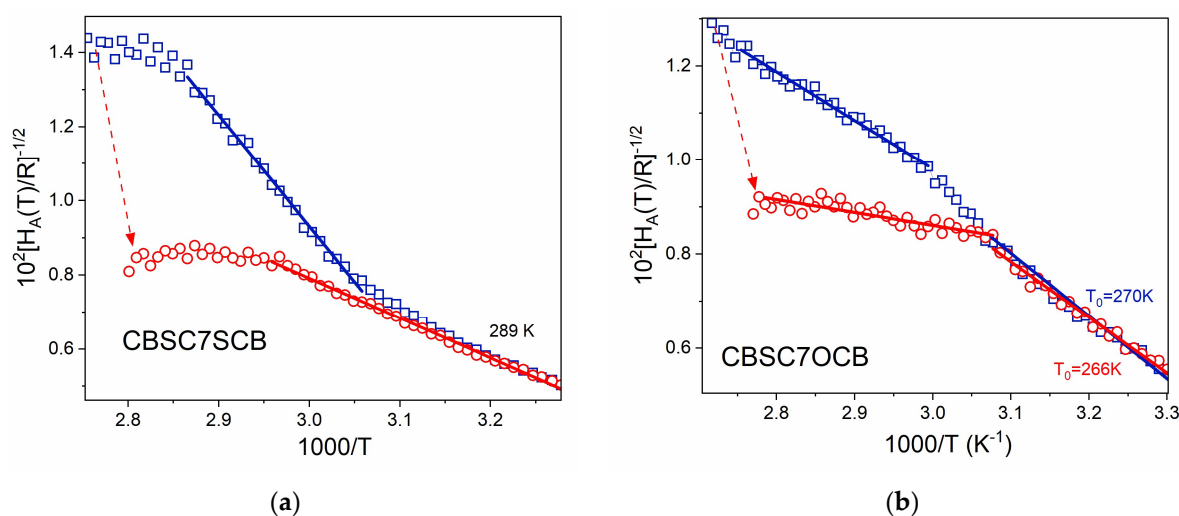 10²[H_A(T)/R]^-1/2
1.4
1.2
1.0
0.8
0.6
CBSC7SCB
289 K
2.8 2.9 3.0 3.1 3.2
1000/T
(a)
10²[H_A(T)/R]^-1/2
1.2
1.0
0.8
0.6
T₀=270K
CBSC7OCB
T₀=266K
2.8 2.9 3.0 3.1 3.2 3.3
1000/T (K⁻¹)
(b)